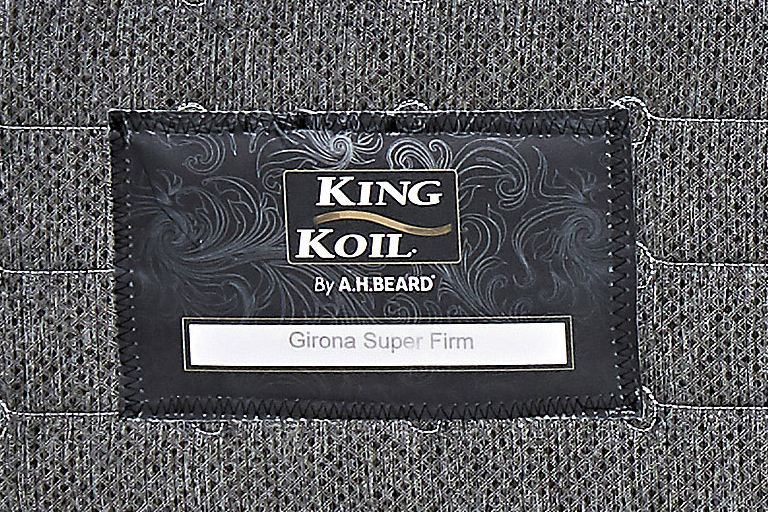 KING
KOIL
By A.H.BEARD®
Girona Super Firm